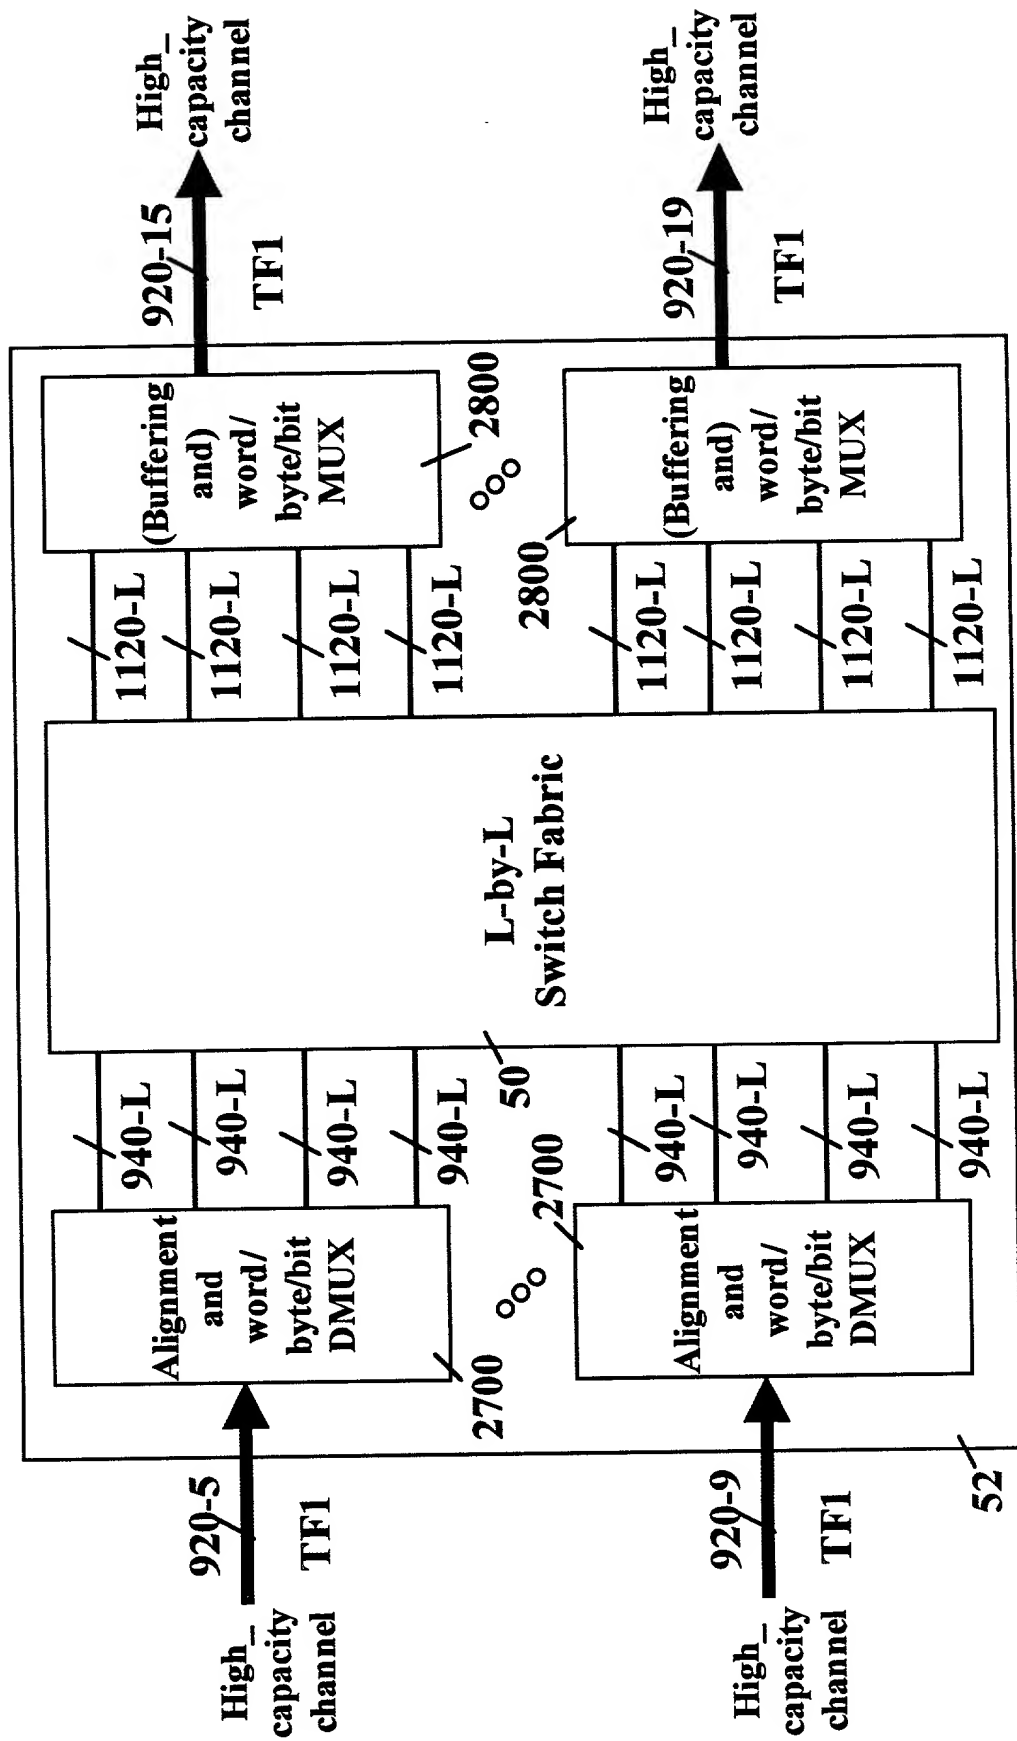 High_
capacity
channel
920-5
TF1
Alignment
and
word/
byte/bit
DMUX
2700
940-L
940-L
940-L
940-L
50
L-by-L
Switch Fabric
1120-L
1120-L
1120-L
1120-L
(Buffering
and)
word/
byte/bit
MUX
2800
920-15
TF1
High_
capacity
channel
High_
capacity
channel
920-9
TF1
2700
Alignment
and
word/
byte/bit
DMUX
940-L
940-L
940-L
940-L
1120-L
1120-L
1120-L
1120-L
2800
(Buffering
and)
word/
byte/bit
MUX
920-19
TF1
High_
capacity
channel
52